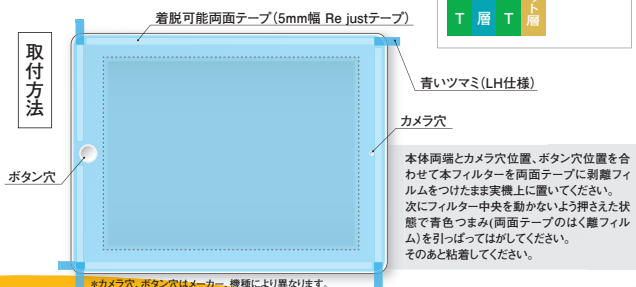 着脱可能両面テープ(5mm幅 Re justテープ)
T 層 T ト層
取付方法
青いツマミ(LH仕様)
カメラ穴
ボタン穴
本体両端とカメラ穴位置、ボタン穴位置を合
わせて本フィルターを両面テープに剥離フィ
ルムをつけたまま実機上に置いてください。
次にフィルター中央を動かないよう押さえた状
態で青色つまみ(両面テープのはく離フィル
ム)を引っぱってはがしてください。
そのあと粘着してください。
*カメラ穴、ボタン穴はメーカー、機種により異なります。